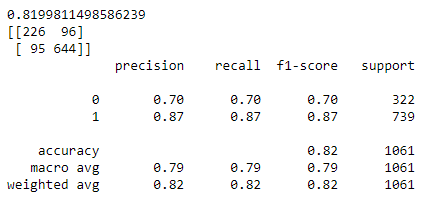 0.8199811498586239
[[226  96]
 [ 95 644]]
              precision    recall  f1-score   support

           0       0.70      0.70      0.70       322
           1       0.87      0.87      0.87       739

    accuracy                           0.82      1061
   macro avg       0.79      0.79      0.79      1061
weighted avg       0.82      0.82      0.82      1061